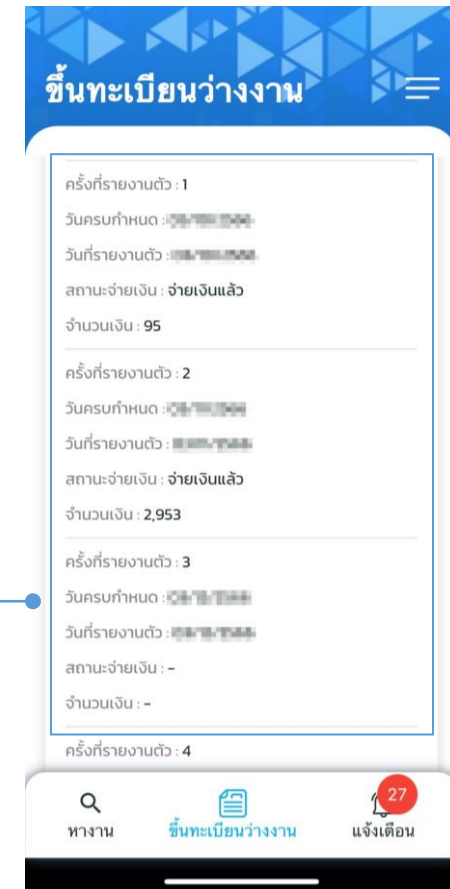 ขึ้นทะเบียนว่างงาน
ครั้งที่รายงานตัว : 1
วันครบกำหนด :
วันที่รายงานตัว :
สถานะจ่ายเงิน : จ่ายเงินแล้ว
จำนวนเงิน : 95
ครั้งที่รายงานตัว : 2
วันครบกำหนด :
วันที่รายงานตัว :
สถานะจ่ายเงิน : จ่ายเงินแล้ว
จำนวนเงิน : 2,953
ครั้งที่รายงานตัว : 3
วันครบกำหนด :
วันที่รายงานตัว :
สถานะจ่ายเงิน : -
จำนวนเงิน : -
ครั้งที่รายงานตัว : 4
27
หางาน ขึ้นทะเบียนว่างงาน แจ้งเตือน